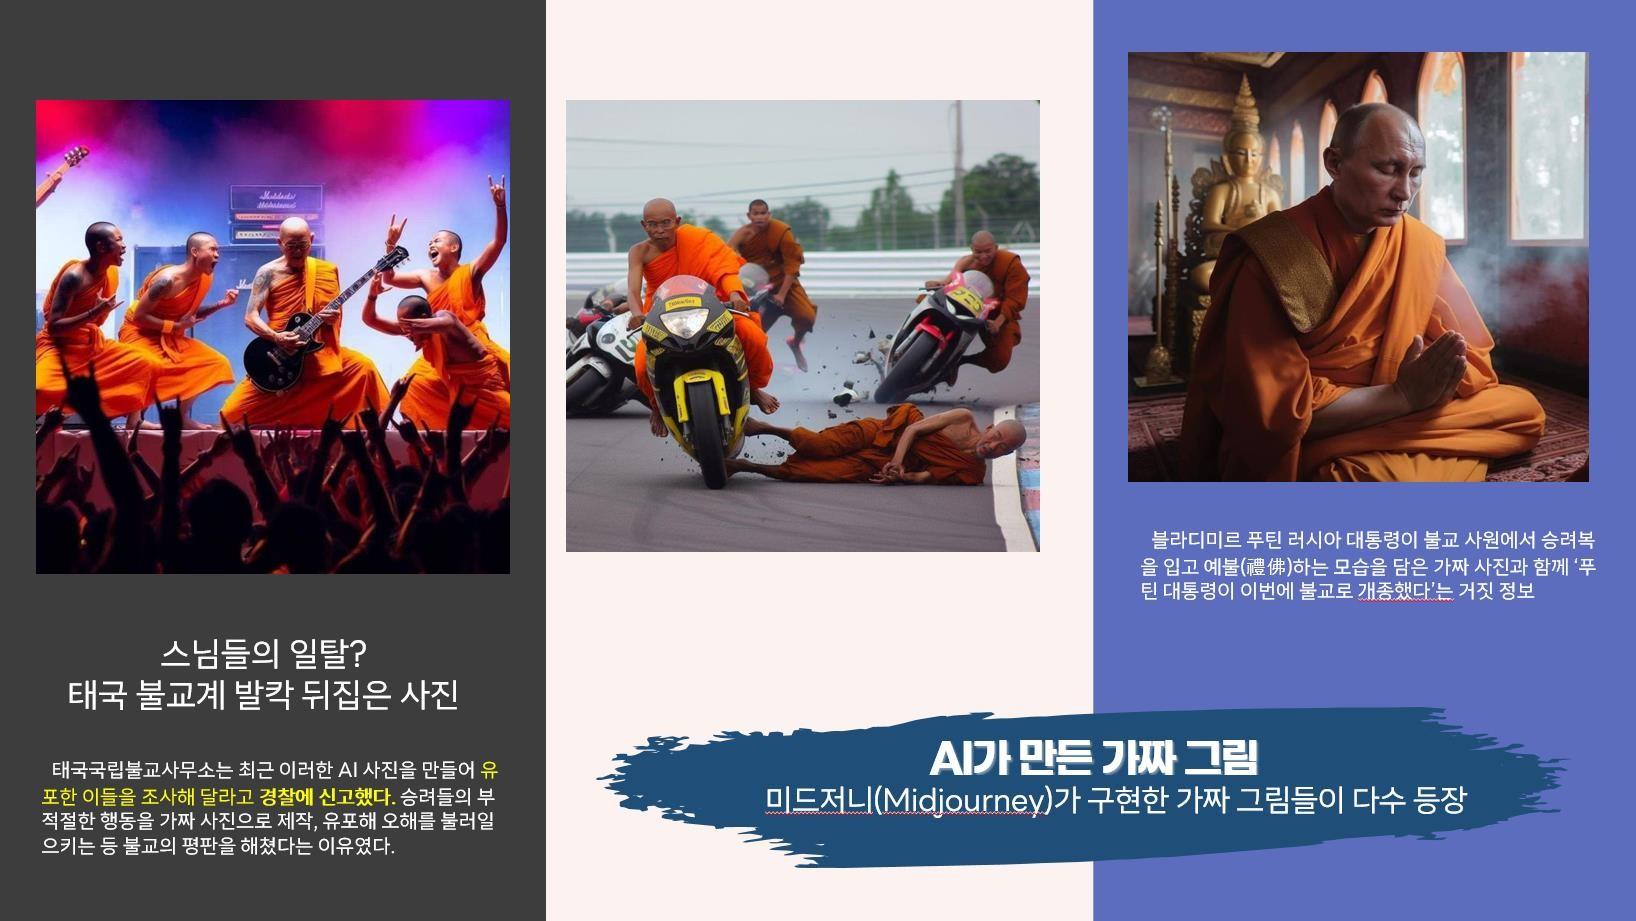 스님들의 일탈?
태국 불교계 발칵 뒤집은 사진
태국국립불교사무소는 최근 이러한 AI 사진을 만들어 유
포한 이들을 조사해 달라고 경찰에 신고했다. 승려들의 부
적절한 행동을 가짜 사진으로 제작, 유포해 오해를 불러일
으키는 등 불교의 평판을 해쳤다는 이유였다.
블라디미르 푸틴 러시아 대통령이 불교 사원에서 승려복
을 입고 예불(禮佛)하는 모습을 담은 가짜 사진과 함께 ‘푸
틴 대통령이 이번에 불교로 개종했다’는 거짓 정보
AI가 만든 가짜 그림
미드저니(Midjourney)가 구현한 가짜 그림들이 다수 등장